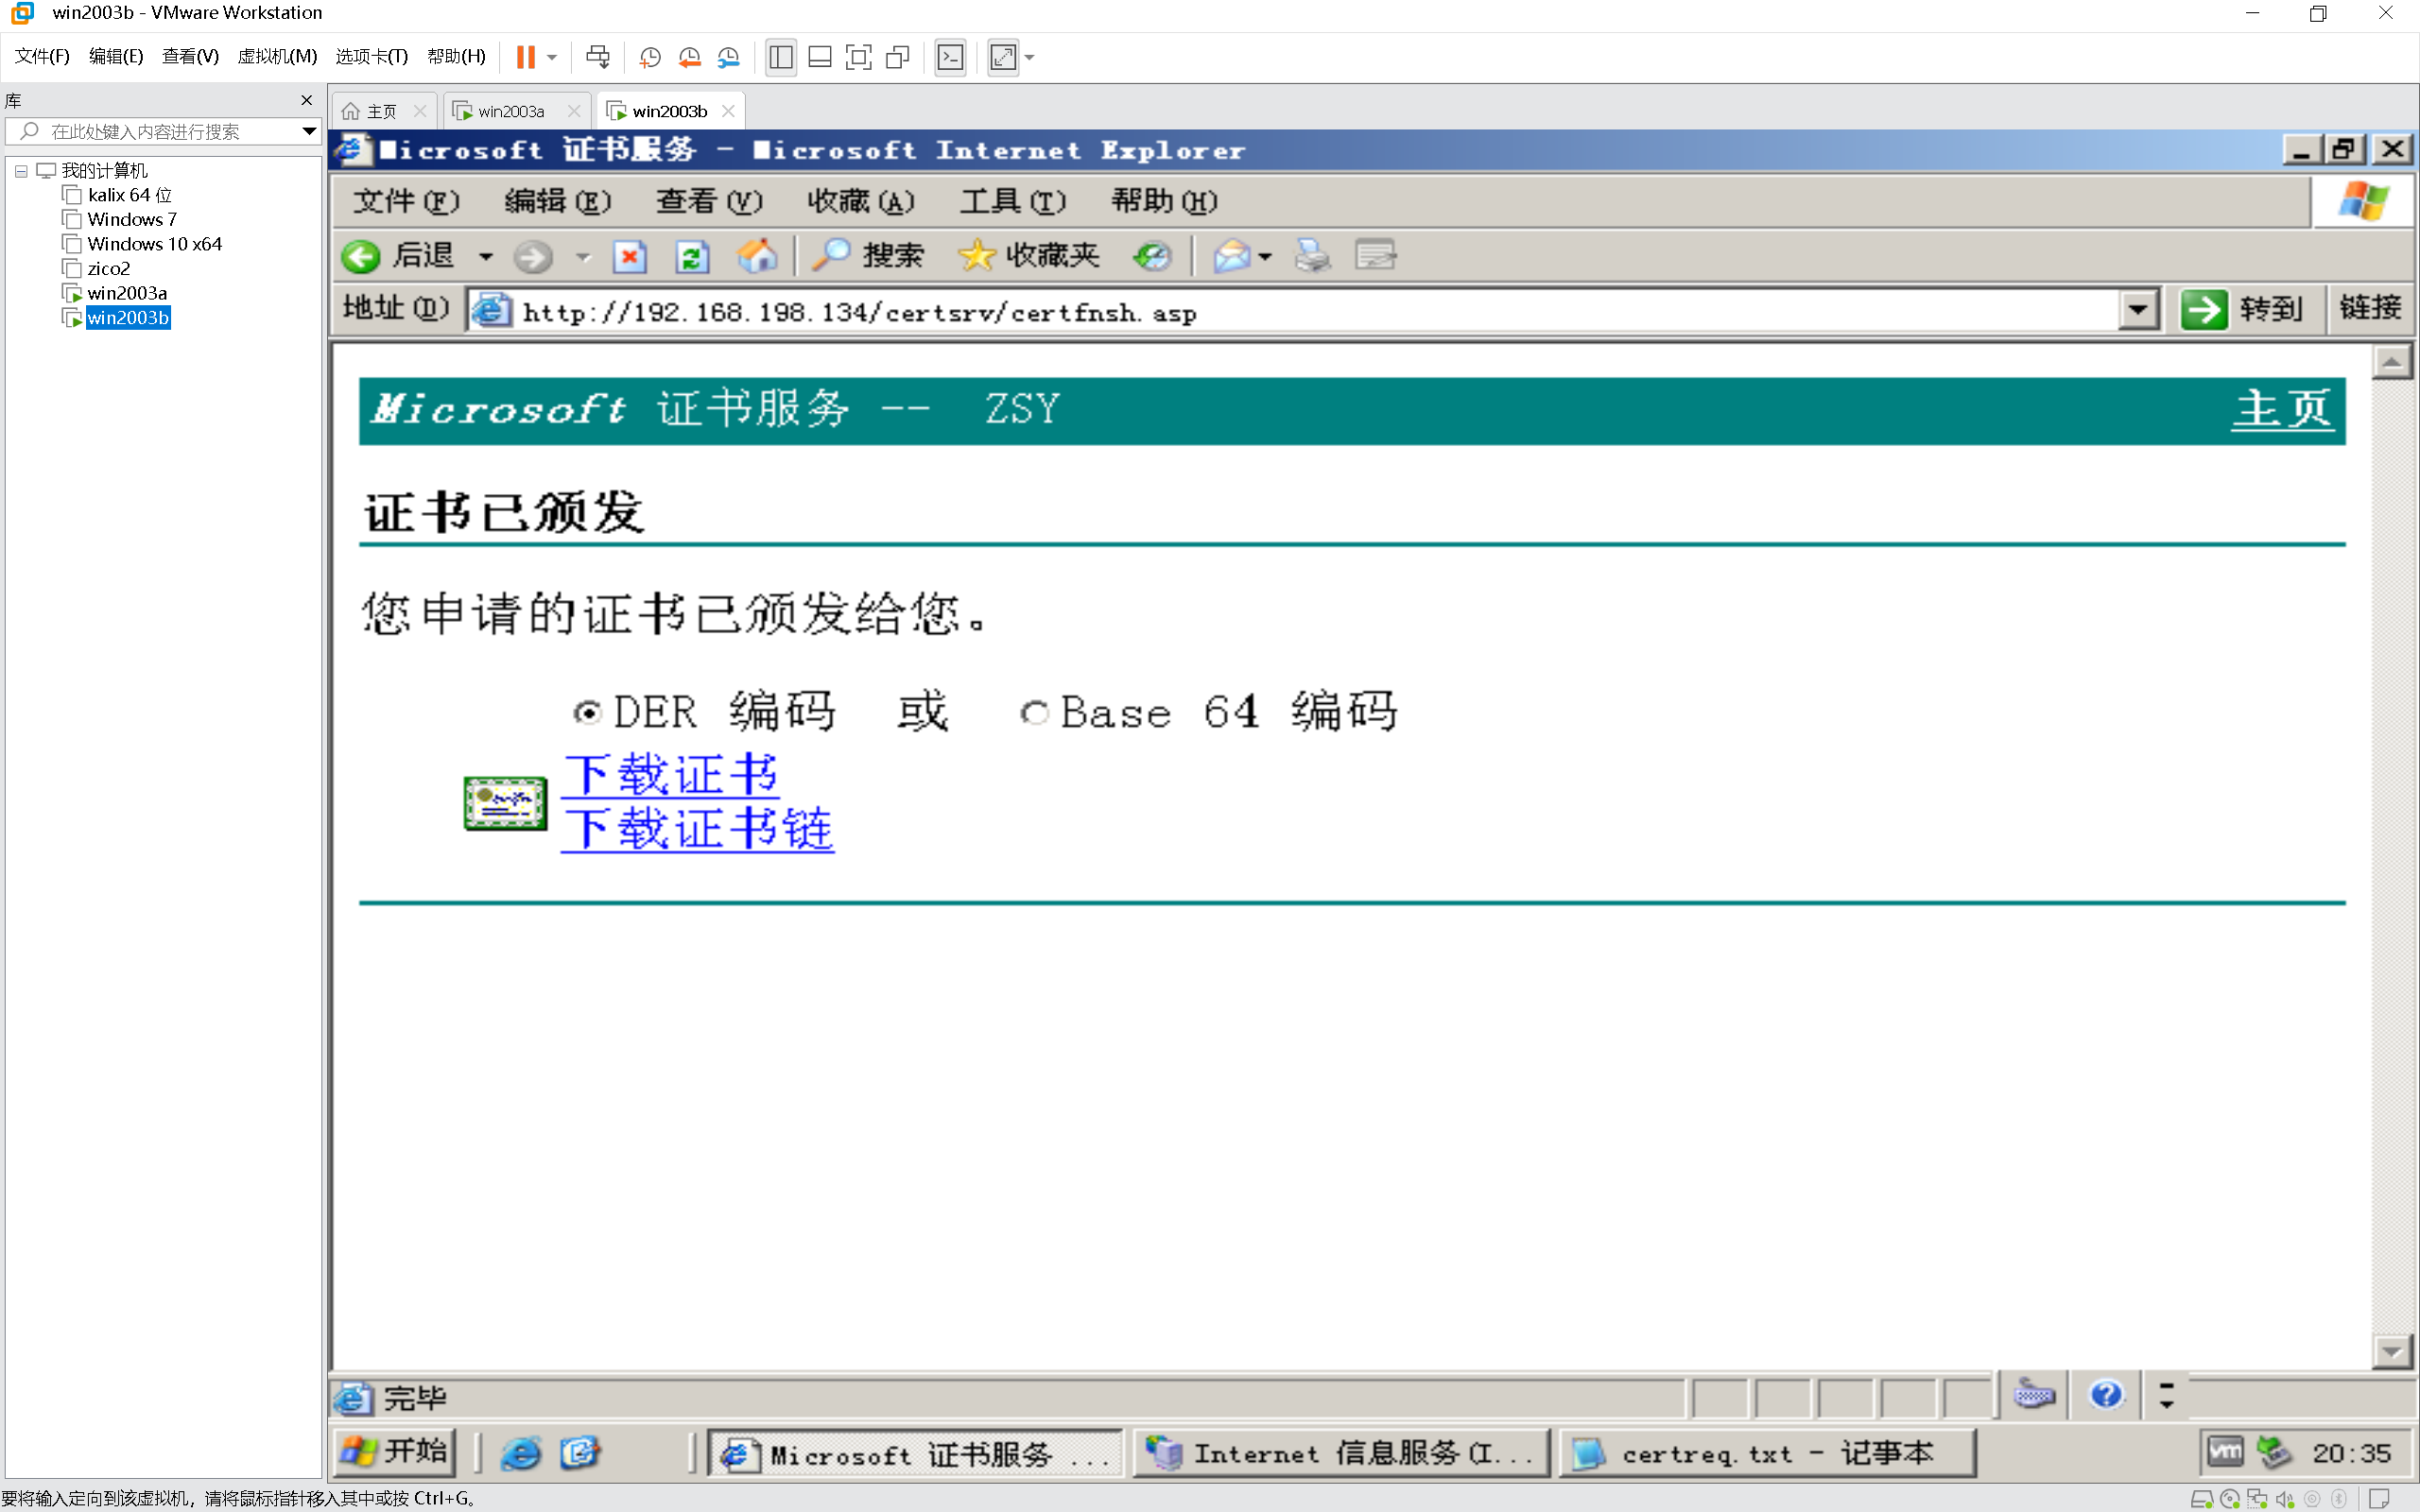 win2003b - VMware Workstation
文件(F) 编辑(E) 查看(V) 虚拟机(M) 选项卡(T) 帮助(H)
库
在此处键入内容进行搜索
我的计算机
kalix 64 位
Windows 7
Windows 10 x64
zico2
win2003a
win2003b
主页 win2003a win2003b
Microsoft 证书服务 - Microsoft Internet Explorer
文件(F) 编辑(E) 查看(V) 收藏(A) 工具(T) 帮助(H)
后退 搜索 收藏夹
地址(D) http://192.168.198.134/certsrv/certfnsh.asp 转到 链接
Microsoft 证书服务 -- ZSY 主页
证书已颁发
您申请的证书已颁发给您。
DER 编码 或 Base 64 编码
下载证书
下载证书链
完毕
开始 Microsoft 证书服务 ... Internet 信息服务(I... certreq.txt - 记事本 vm 20:35
要将输入定向到该虚拟机，请将鼠标指针移入其中或按 Ctrl+G。